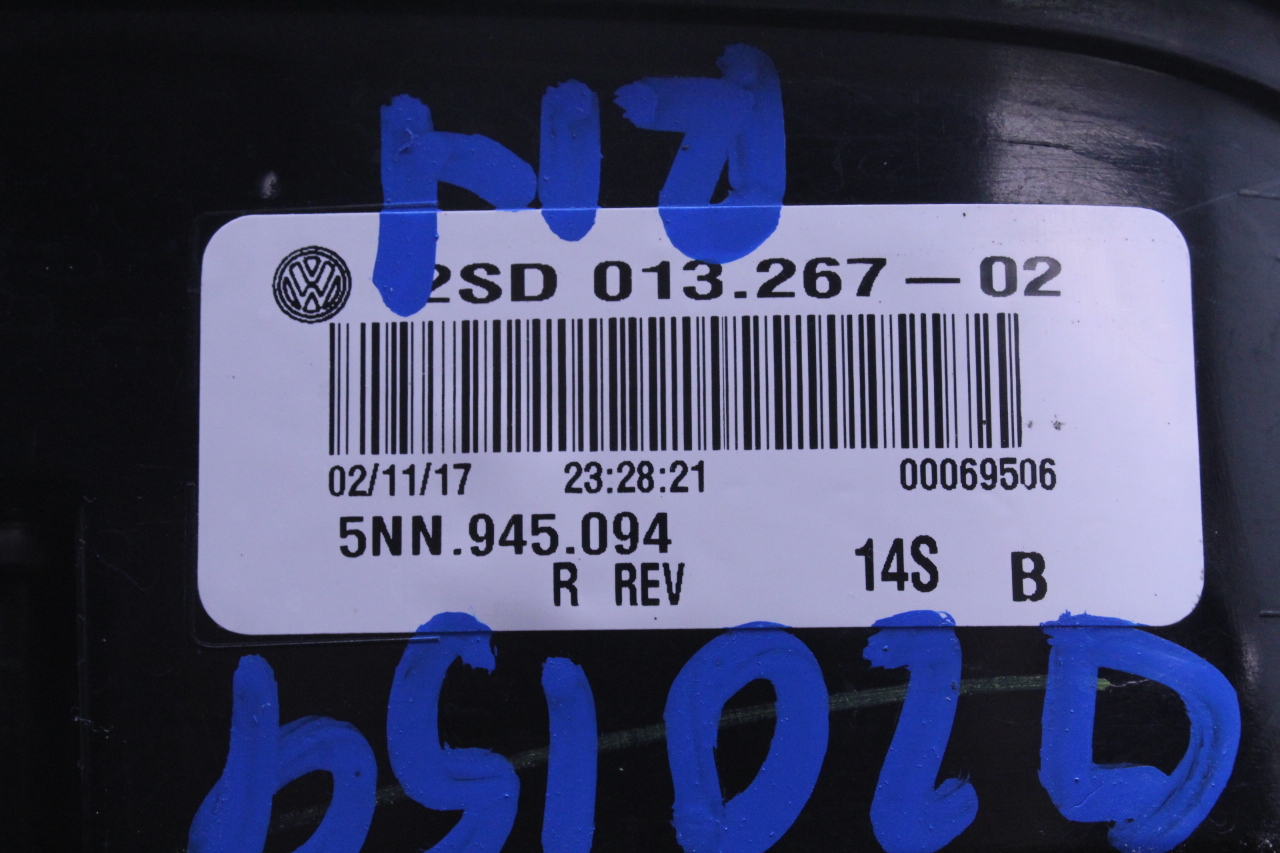 2SD 013.267-02
02/11/17 23:28:21 00069506
5NN.945.094
R REV 14S B